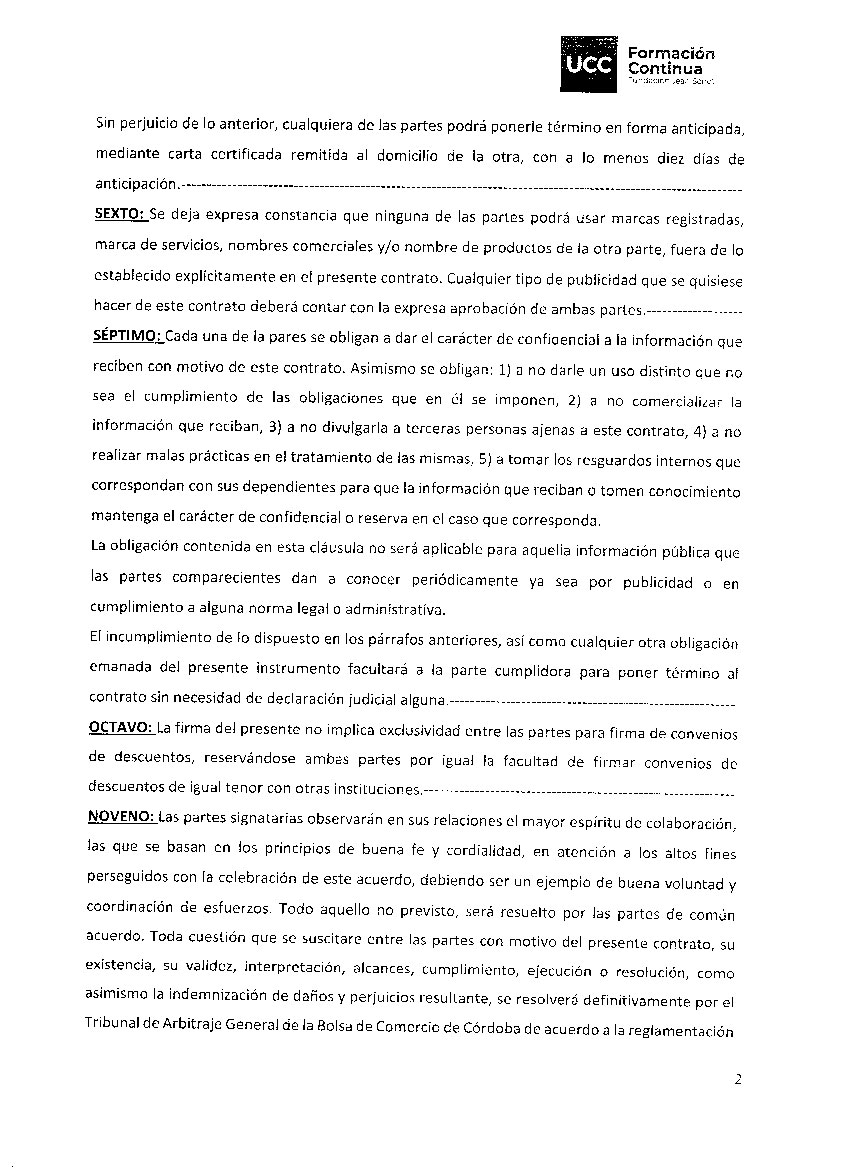 UCC
Formación
Continua
Fundación Jean Sonet
Sin perjuicio de lo anterior, cualquiera de las partes podrá ponerle término en forma anticipada,
mediante carta certificada remitida al domicilio de la otra, con a lo menos diez días de
anticipación.----------------------------------------------------------------------------------------------------------
SEXTO: Se deja expresa constancia que ninguna de las partes podrá usar marcas registradas,
marca de servicios, nombres comerciales y/o nombre de productos de la otra parte, fuera de lo
establecido explícitamente en el presente contrato. Cualquier tipo de publicidad que se quisiese
hacer de este contrato deberá contar con la expresa aprobación de ambas partes.-------------------
SÉPTIMO: Cada una de la pares se obligan a dar el carácter de confidencial a la información que
reciben con motivo de este contrato. Asimismo se obligan: 1) a no darle un uso distinto que no
sea el cumplimiento de las obligaciones que en él se imponen, 2) a no comercializar la
información que reciban, 3) a no divulgarla a terceras personas ajenas a este contrato, 4) a no
realizar malas prácticas en el tratamiento de las mismas, 5) a tomar los resguardos internos que
correspondan con sus dependientes para que la información que reciban o tomen conocimiento
mantenga el carácter de confidencial o reserva en el caso que corresponda.
La obligación contenida en esta cláusula no será aplicable para aquella información pública que
las partes comparecientes dan a conocer periódicamente ya sea por publicidad o en
cumplimiento a alguna norma legal o administrativa.
El incumplimiento de lo dispuesto en los párrafos anteriores, así como cualquier otra obligación
emanada del presente instrumento facultará a la parte cumplidora para poner término al
contrato sin necesidad de declaración judicial alguna.------------------------------------------------------
OCTAVO: La firma del presente no implica exclusividad entre las partes para firma de convenios
de descuentos, reservándose ambas partes por igual la facultad de firmar convenios de
descuentos de igual tenor con otras instituciones.-----------------------------------------------------------
NOVENO: Las partes signatarias observarán en sus relaciones el mayor espíritu de colaboración,
las que se basan en los principios de buena fe y cordialidad, en atención a los altos fines
perseguidos con la celebración de este acuerdo, debiendo ser un ejemplo de buena voluntad y
coordinación de esfuerzos. Todo aquello no previsto, será resuelto por las partes de común
acuerdo. Toda cuestión que se suscitare entre las partes con motivo del presente contrato, su
existencia, su validez, interpretación, alcances, cumplimiento, ejecución o resolución, como
asimismo la indemnización de daños y perjuicios resultante, se resolverá definitivamente por el
Tribunal de Arbitraje General de la Bolsa de Comercio de Córdoba de acuerdo a la reglamentación
2